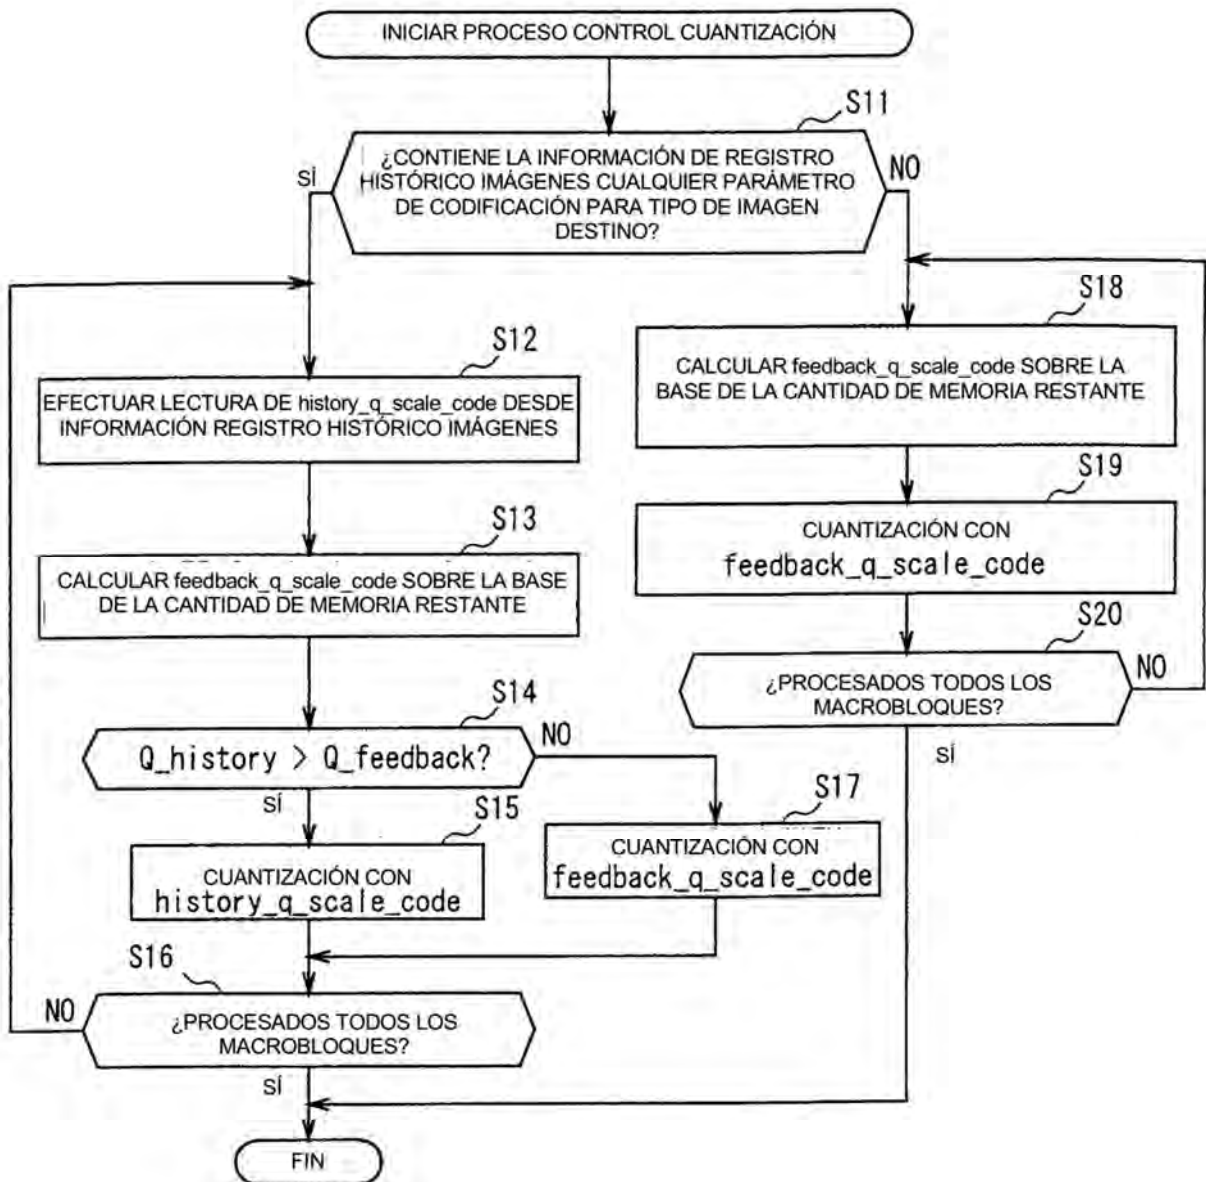 INICIAR PROCESO CONTROL CUANTIZACIÓN
S11
¿CONTIENE LA INFORMACIÓN DE REGISTRO
HISTÓRICO IMÁGENES CUALQUIER PARÁMETRO
DE CODIFICACIÓN PARA TIPO DE IMAGEN
DESTINO?
SÍ
NO
S12
EFECTUAR LECTURA DE history_q_scale_code DESDE
INFORMACIÓN REGISTRO HISTÓRICO IMÁGENES
S13
CALCULAR feedback_q_scale_code SOBRE LA BASE
DE LA CANTIDAD DE MEMORIA RESTANTE
S14
Q_history > Q_feedback?
NO
SÍ
S15
CUANTIZACIÓN CON
history_q_scale_code
S17
CUANTIZACIÓN CON
feedback_q_scale_code
S16
NO
¿PROCESADOS TODOS LOS
MACROBLOQUES?
SÍ
S18
CALCULAR feedback_q_scale_code SOBRE LA
BASE DE LA CANTIDAD DE MEMORIA RESTANTE
S19
CUANTIZACIÓN CON
feedback_q_scale_code
S20
¿PROCESADOS TODOS LOS
MACROBLOQUES?
NO
SÍ
FIN